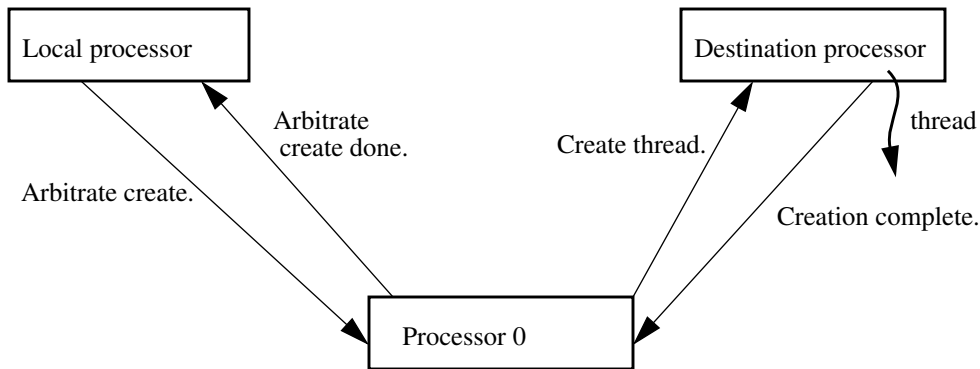 Local processor
Destination processor
Arbitrate
create done.
Create thread.
thread
Arbitrate create.
Creation complete.
Processor 0